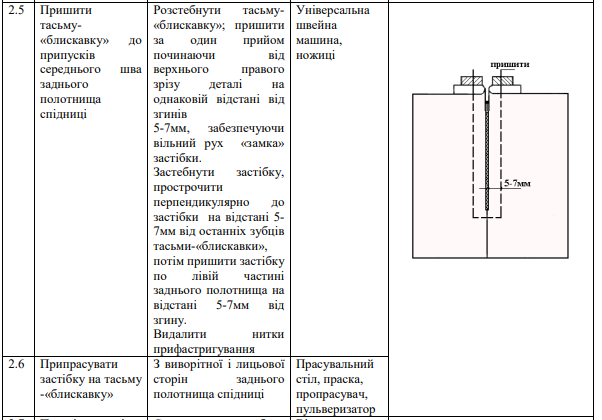 2.5
Пришити
тасьму-
«блискавку» до
припусків
середнього шва
заднього
полотнища
спідниці
Розстебнути тасьму-
«блискавку»; пришити
за один прийом
починаючи від
верхнього правого
зрізу деталі на
однаковій відстані від
згинів
5-7мм, забезпечуючи
вільний рух «замка»
застібки.
Застебнути застібку,
прострочити
перпендикулярно до
застібки на відстані 5-
7мм від останніх зубців
тасьми-«блискавки»,
потім пришити застібку
по лівій частині
заднього полотнища на
відстані 5-7мм від
згину.
Видалити нитки
прифастригування
Універсальна
швейна
машина,
ножиці
пришити
5-7мм
2.6
Припрасувати
застібку на тасьму
-«блискавку»
З виворітної і лицьової
сторін заднього
полотнища спідниці
Прасувальний
стіл, праска,
пропрасувач,
пульверизатор